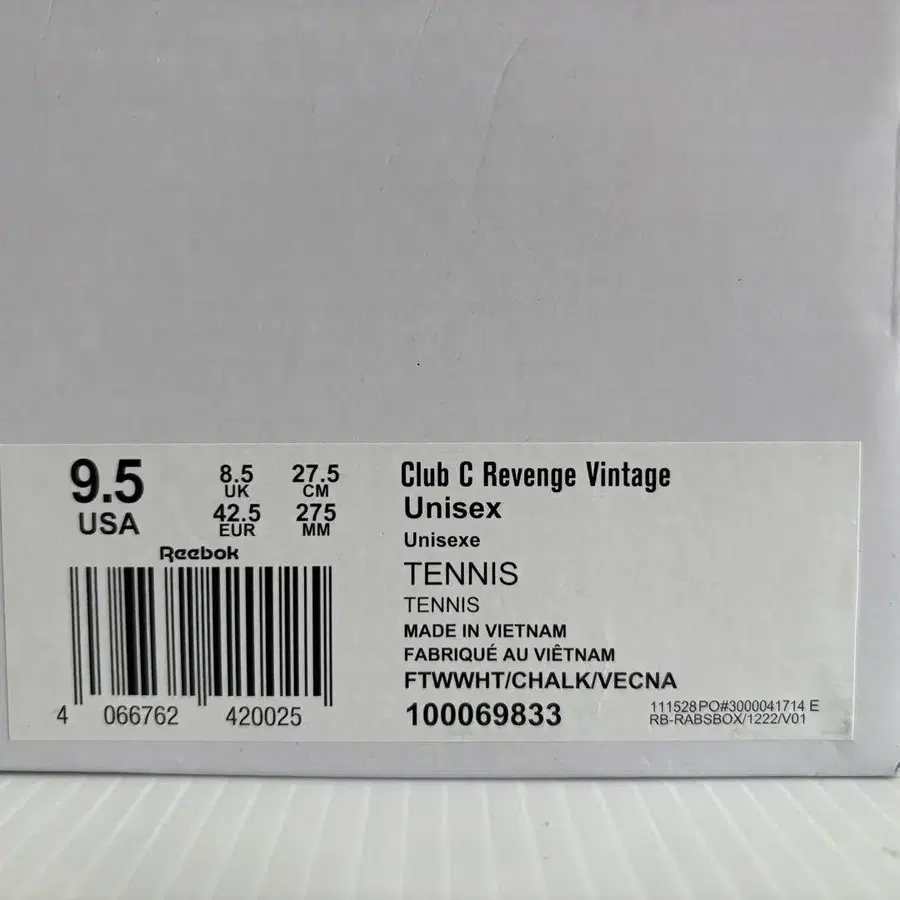 9.5
USA
8.5
UK
27.5
CM
42.5
EUR
275
MM
Reebok
4 066762 420025
Club C Revenge Vintage
Unisex
Unisexe
TENNIS
TENNIS
MADE IN VIETNAM
FABRIQUÉ AU VIÊTNAM
FTWWHT/CHALK/VECNA
100069833
111528PO#3000041714 E
RB-RABSBOX/1222/V01